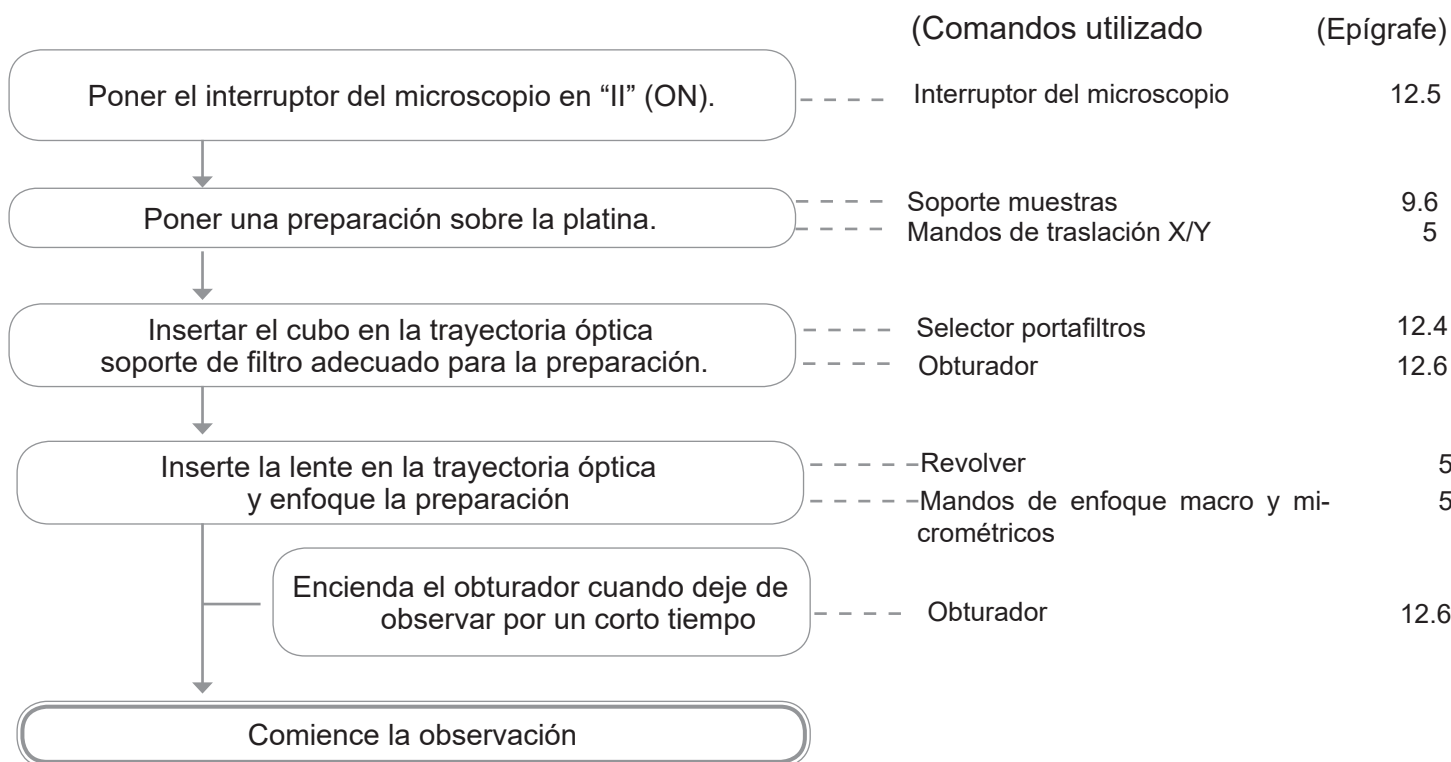 (Comandos utilizado (Epígrafe)
Poner el interruptor del microscopio en “II” (ON). Interruptor del microscopio 12.5
Poner una preparación sobre la platina.
Soporte muestras 9.6
Mandos de traslación X/Y 5
Insertar el cubo en la trayectoria óptica
soporte de filtro adecuado para la preparación.
Selector portafiltros 12.4
Obturador 12.6
Inserte la lente en la trayectoria óptica
y enfoque la preparación
Revolver 5
Mandos de enfoque macro y mi- 5
crométricos
Encienda el obturador cuando deje de
observar por un corto tiempo
Obturador 12.6
Comience la observación